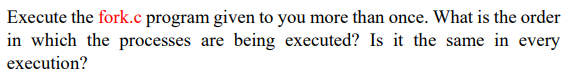 Execute the fork.c program given to you more than once. What is the order
in which the processes are being executed? Is it the same in every
execution?